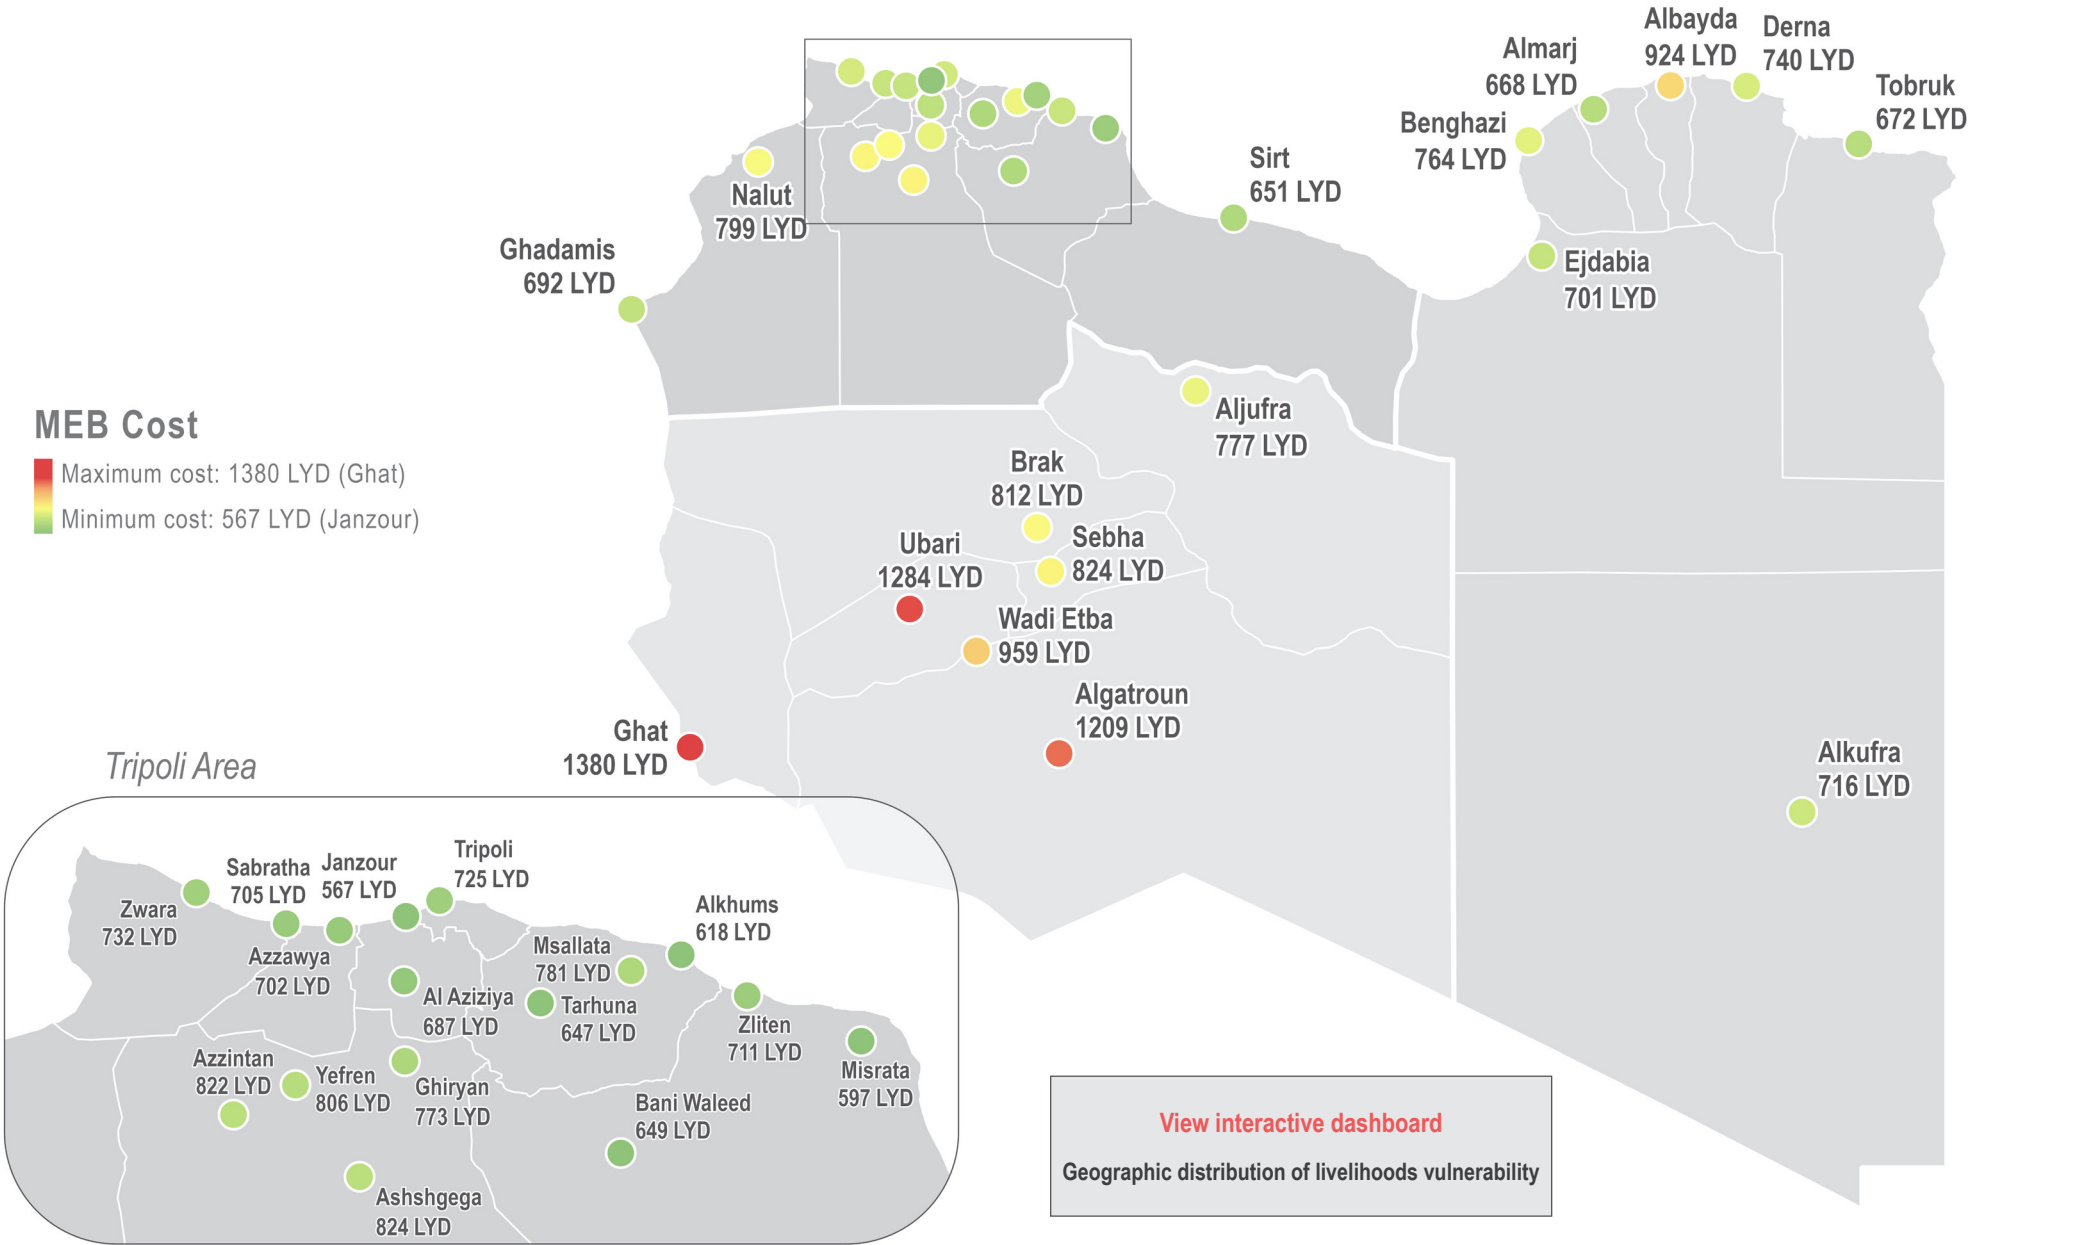 Albayda
924 LYD
Derna
740 LYD
Almarj
668 LYD
Tobruk
672 LYD
Benghazi
764 LYD
Sirt
651 LYD
Nalut
799 LYD
Ghadamis
692 LYD
Ejdabia
701 LYD
Aljufra
777 LYD
MEB Cost
Maximum cost: 1380 LYD (Ghat)
Minimum cost: 567 LYD (Janzour)
Brak
812 LYD
Sebha
824 LYD
Ubari
1284 LYD
Wadi Etba
959 LYD
Algatroun
1209 LYD
Ghat
1380 LYD
Alkufra
716 LYD
Tripoli Area
Tripoli
725 LYD
Sabratha
705 LYD
Janzour
567 LYD
Zwara
732 LYD
Alkhums
618 LYD
Azzawya
702 LYD
Msallata
781 LYD
Al Aziziya
687 LYD
Tarhuna
647 LYD
Zliten
711 LYD
Azzintan
822 LYD
Yefren
806 LYD
Ghiryan
773 LYD
Misrata
597 LYD
Bani Waleed
649 LYD
Ashshgega
824 LYD
View interactive dashboard
Geographic distribution of livelihoods vulnerability